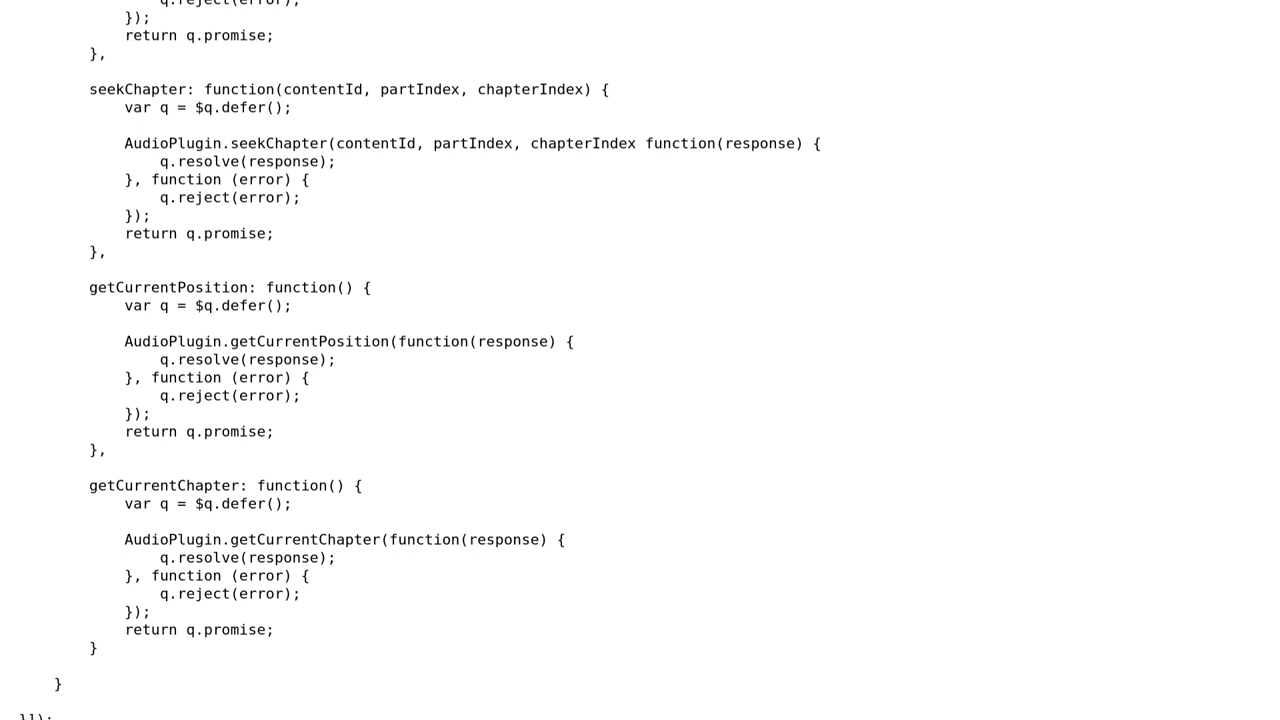 q.reject(error);
});
return q.promise;
},
seekChapter: function(contentId, partIndex, chapterIndex) {
var q = $q.defer();
AudioPlugin.seekChapter(contentId, partIndex, chapterIndex function(response) {
q.resolve(response);
}, function (error) {
q.reject(error);
});
return q.promise;
},
getCurrentPosition: function() {
var q = $q.defer();
AudioPlugin.getCurrentPosition(function(response) {
q.resolve(response);
}, function (error) {
q.reject(error);
});
return q.promise;
},
getCurrentChapter: function() {
var q = $q.defer();
AudioPlugin.getCurrentChapter(function(response) {
q.resolve(response);
}, function (error) {
q.reject(error);
});
return q.promise;
}
}
}]);